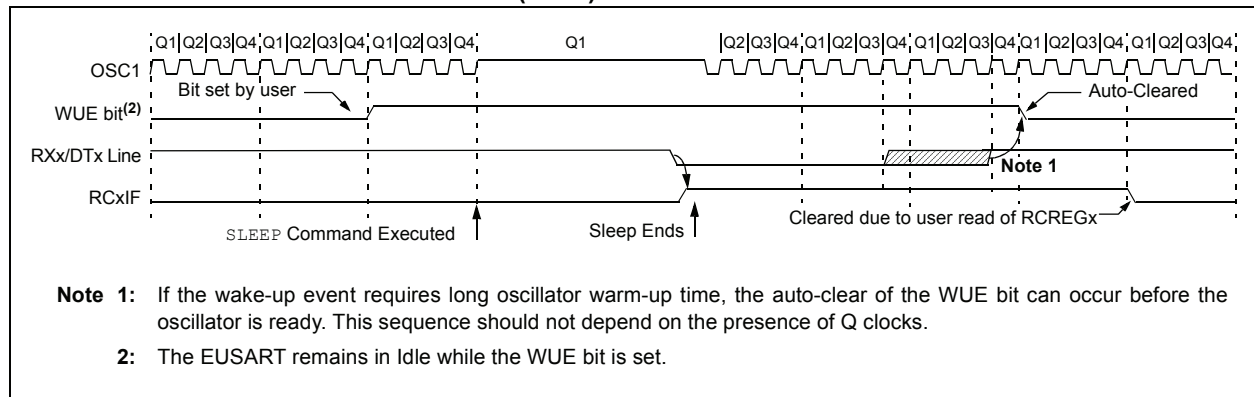 Q1 Q2 Q3 Q4 Q1 Q2 Q3 Q4 Q1 Q2 Q3 Q4 Q1 Q2 Q3 Q4 Q1 Q2 Q3 Q4 Q1 Q2 Q3 Q4 Q1 Q2 Q3 Q4 Q1 Q2 Q3 Q4
OSC1
Bit set by user
Auto-Cleared
WUE bit(2)
RXx/DTx Line
Note 1
RCxIF
Cleared due to user read of RCREGx
SLEEP Command Executed
Sleep Ends
Note 1: If the wake-up event requires long oscillator warm-up time, the auto-clear of the WUE bit can occur before the
oscillator is ready. This sequence should not depend on the presence of Q clocks.
2: The EUSART remains in Idle while the WUE bit is set.